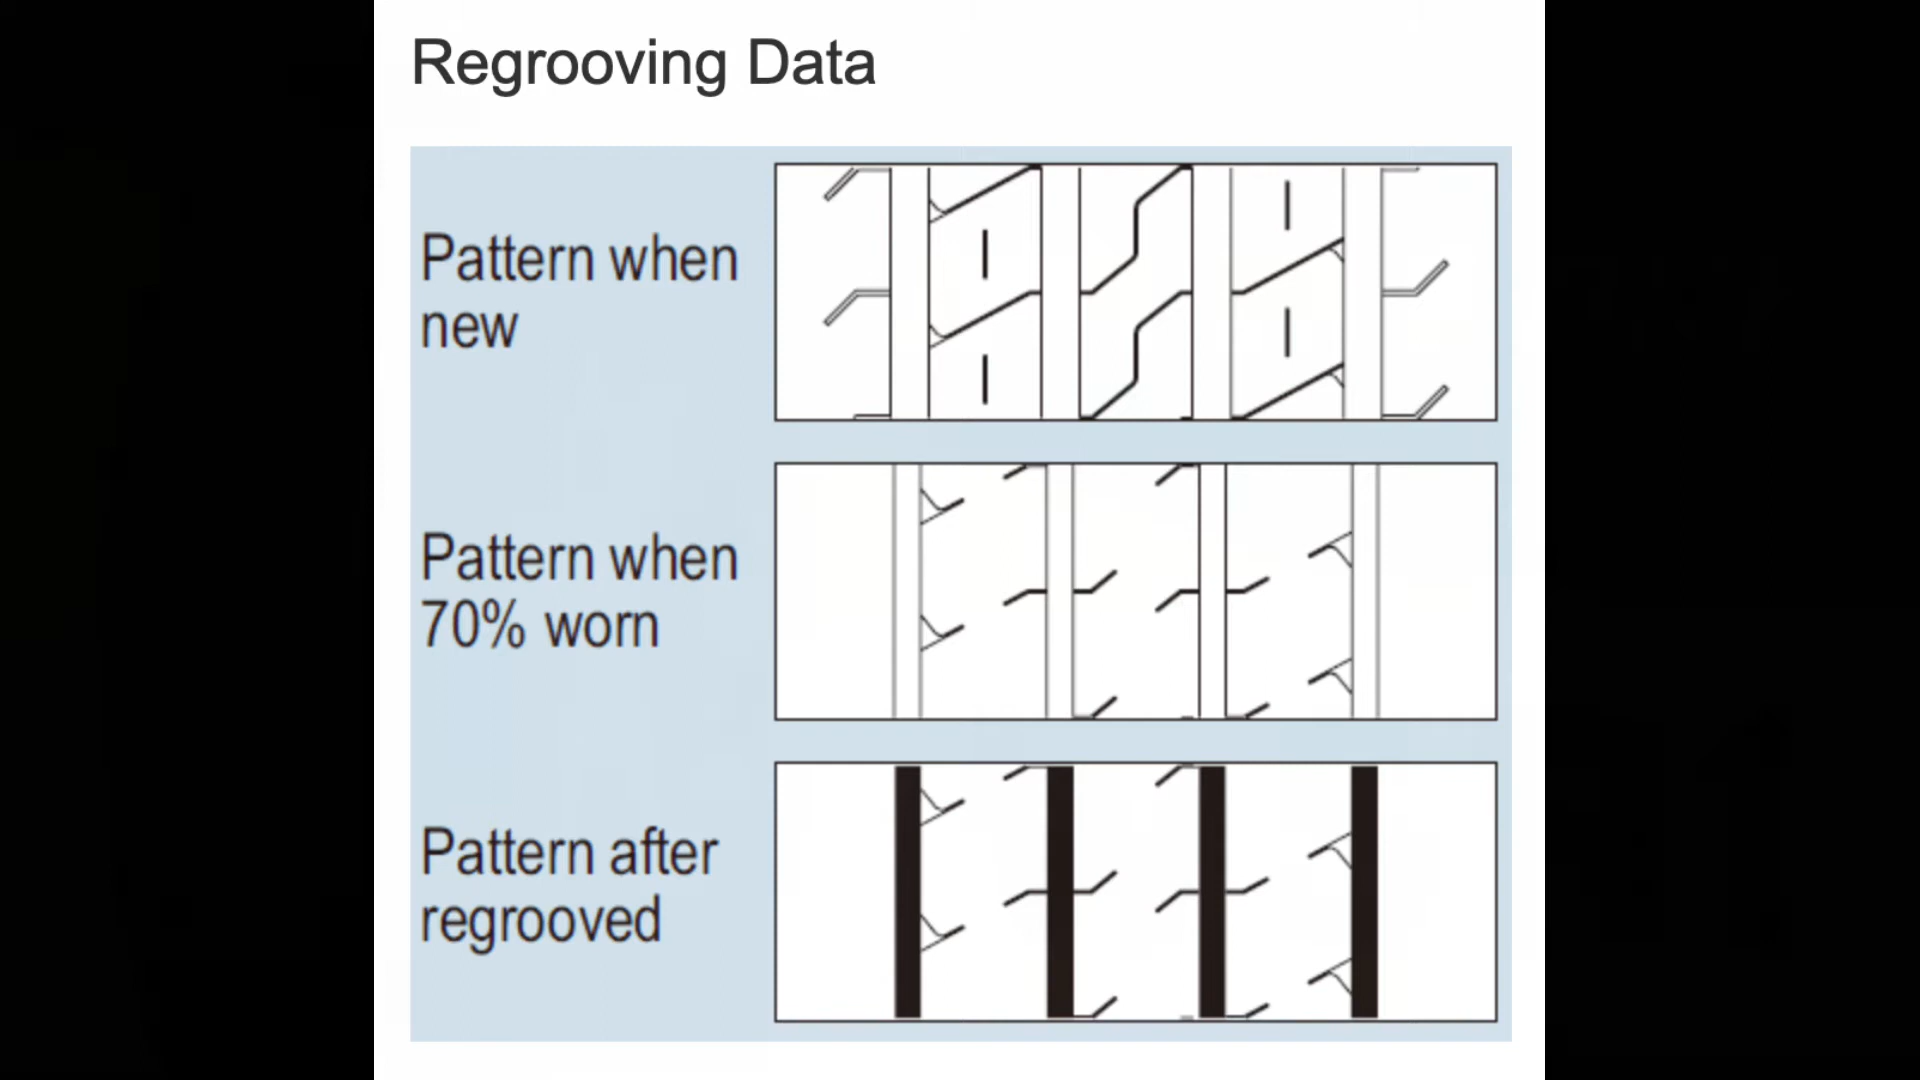 Regrooving Data
Pattern when
new
Pattern when
70% worn
Pattern after
regrooved